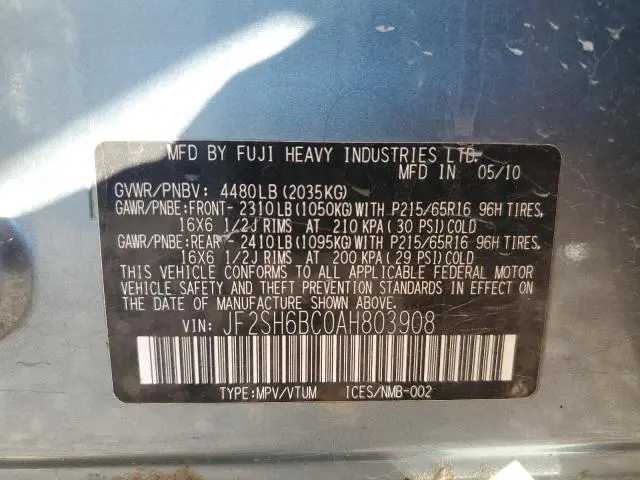 MFD BY FUJI HEAVY INDUSTRIES LTD.
MFD IN 05/10
GVWR/PNBV: 4480LB(2035KG)
GAWR/PNBE:FRONT-2310LB(1050KG)WITH P215/65R16 96H TIRES,
16X6 1/2J RIMS AT 210 KPA(30 PSI)COLD
GAWR/PNBE:REAR -2410LB(1095KG)WITH P215/65R16 96H TIRES,
16X6 1/2J RIMS AT 200 KPA(29 PSI)COLD
THIS VEHICLE CONFORMS TO ALL APPLICABLE FEDERAL MOTOR
VEHICLE SAFETY AND THEFT PREVENTION STANDARDS IN EFFECT ON
THE DATE OF MANUFACTURE SHOWN ABOVE.
VIN: JF2SH6BC0AH803908
TYPE:MPV/VTUM ICES/NMB-002